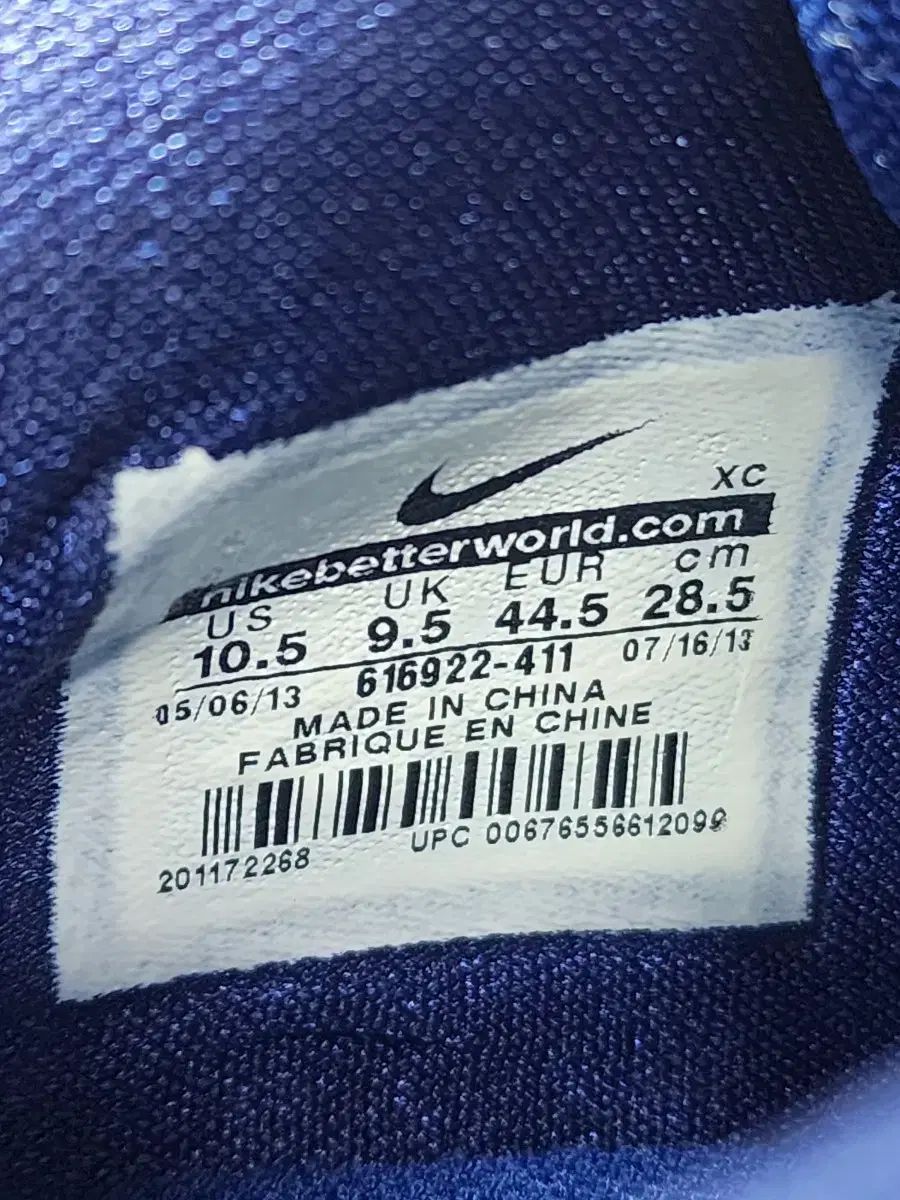 XC
nikebetterworld.com
US UK EUR cm
10.5 9.5 44.5 28.5
05/06/13 616922-411 07/16/13
MADE IN CHINA
FABRIQUE EN CHINE
201172268 UPC 00676556612099